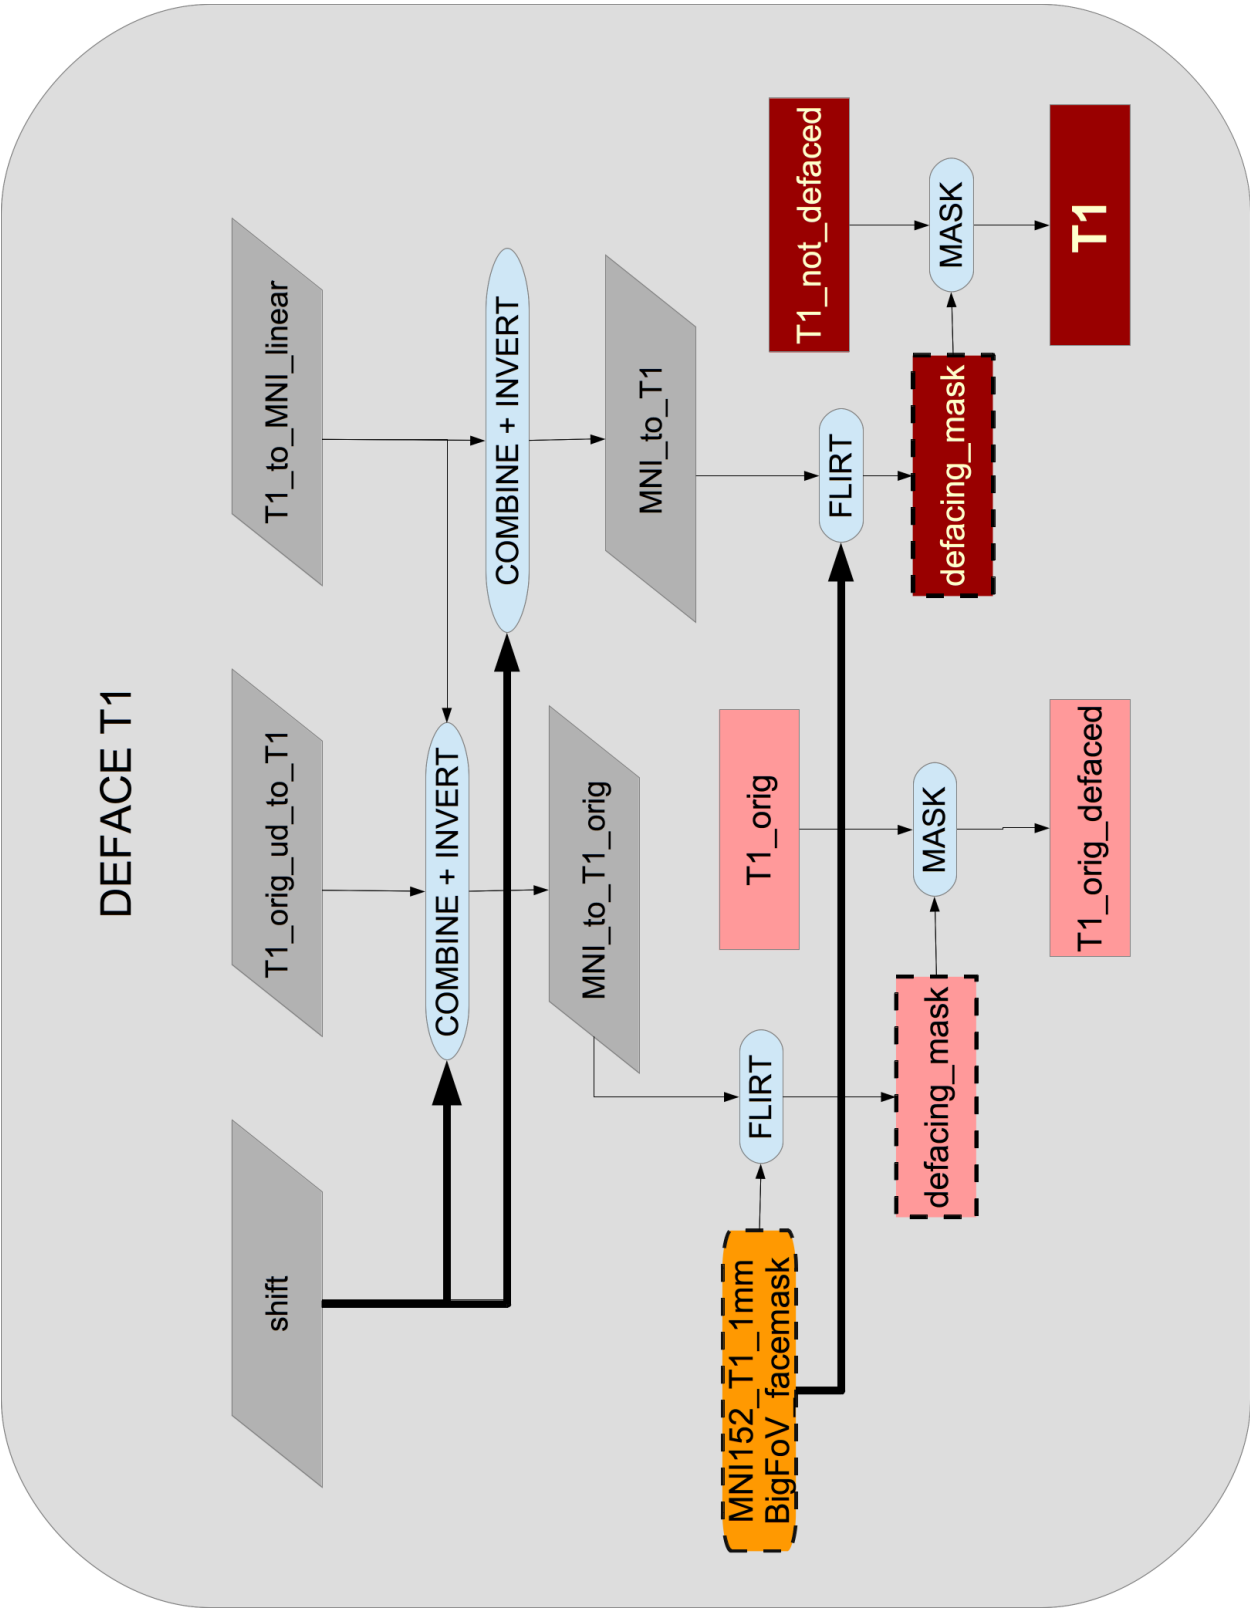 DEFACE T1
shift
T1_orig_ud_to_T1
T1_to_MNI_linear
COMBINE + INVERT
COMBINE + INVERT
MNI_to_T1_orig
MNI_to_T1
MNI152_T1_1mm
BigFoV_facemask
FLIRT
T1_orig
FLIRT
T1_not_defaced
defacing_mask
MASK
defacing_mask
MASK
T1_orig_defaced
T1